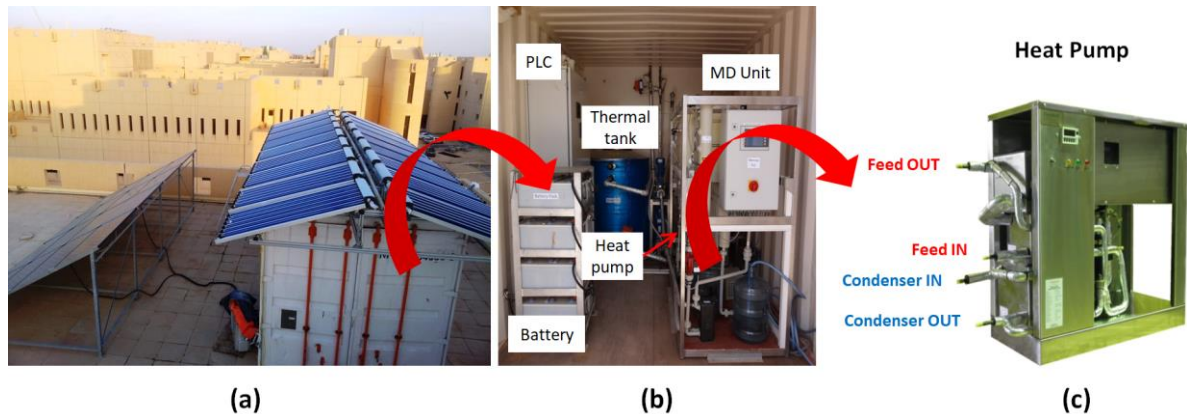 PLC
MD Unit
Thermal
tank
Heat
pump
Battery
Heat Pump
Feed OUT
Feed IN
Condenser IN
Condenser OUT
(a)
(b)
(c)